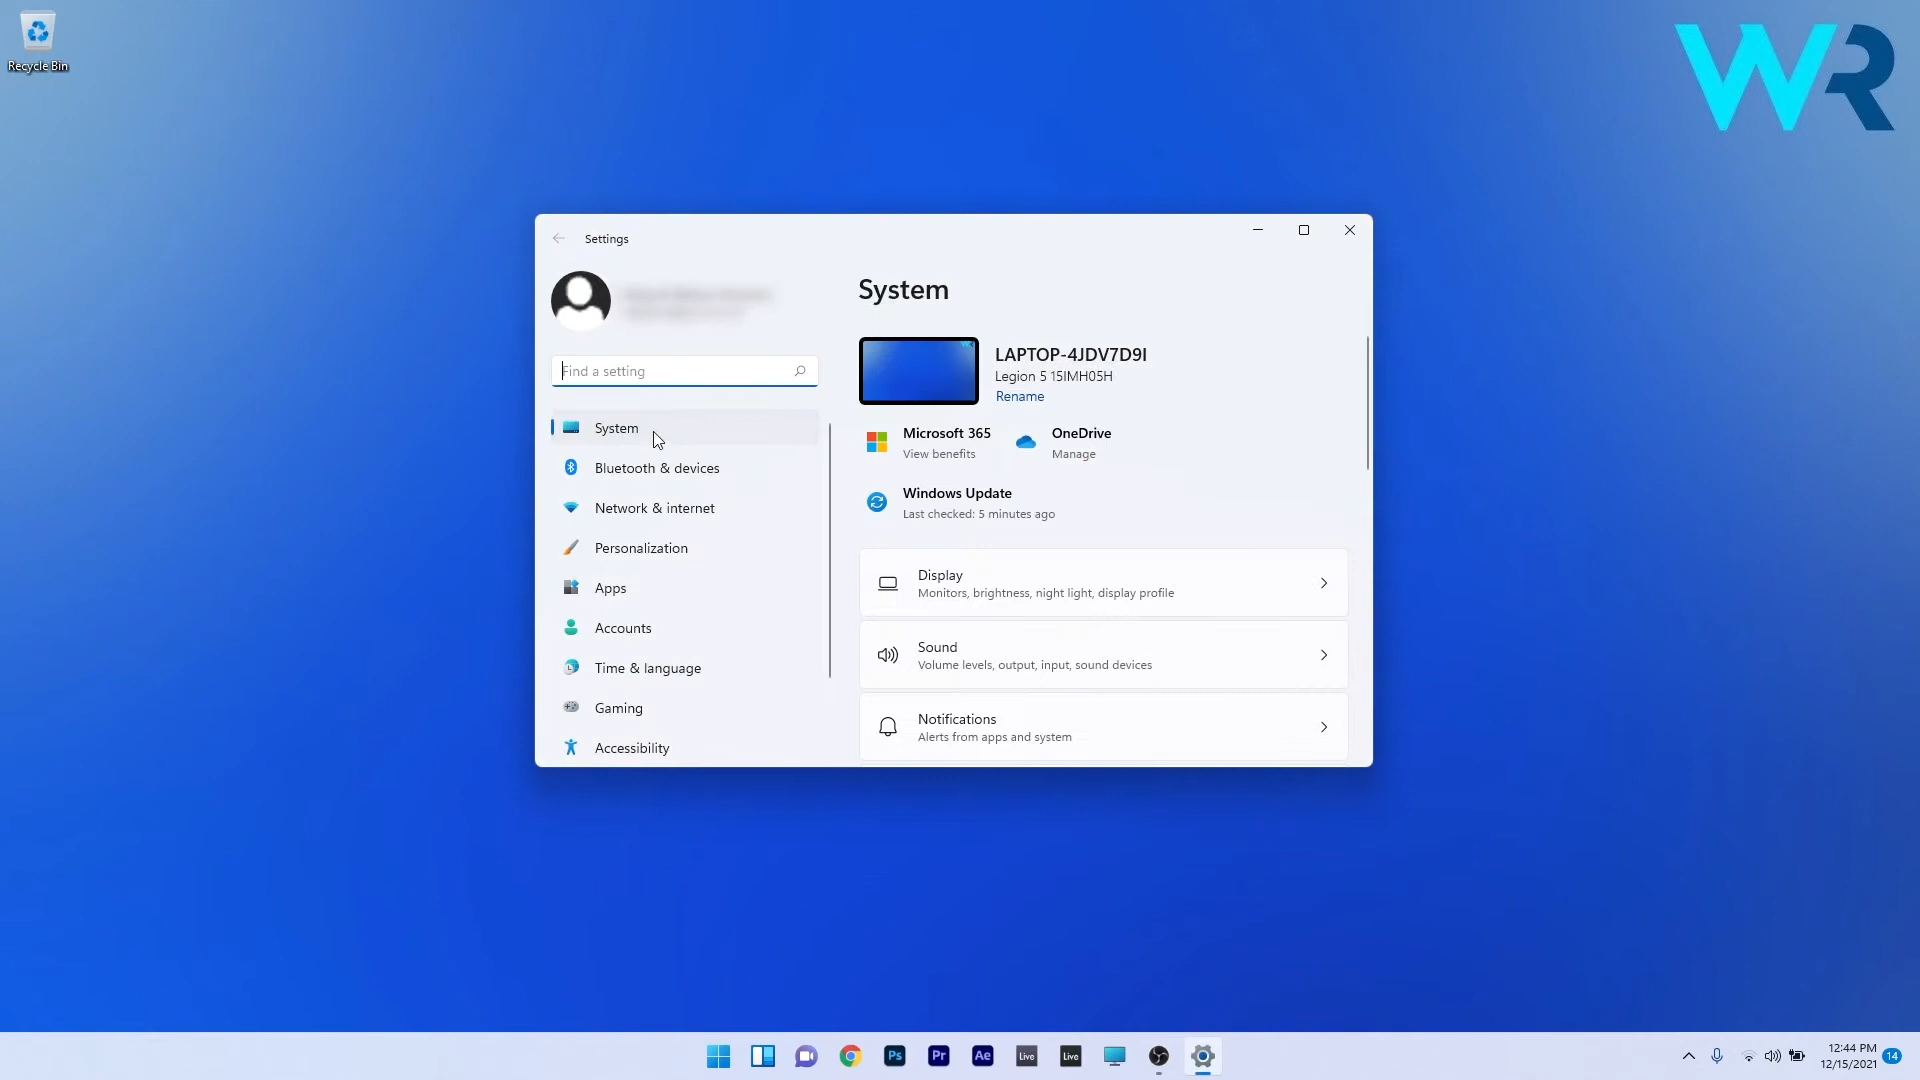 Recycle Bin
WR
Settings
System
Find a setting
LAPTOP-4JDV7D9I
Legion 5 15IMH05H
Rename
Microsoft 365
View benefits
OneDrive
Manage
Windows Update
Last checked: 5 minutes ago
System
Bluetooth & devices
Network & internet
Personalization
Apps
Accounts
Time & language
Gaming
Accessibility
Display
Monitors, brightness, night light, display profile
Sound
Volume levels, output, input, sound devices
Notifications
Alerts from apps and system
Ps
Pr
Ae
Live
Live
12:44 PM
12/15/2021
14